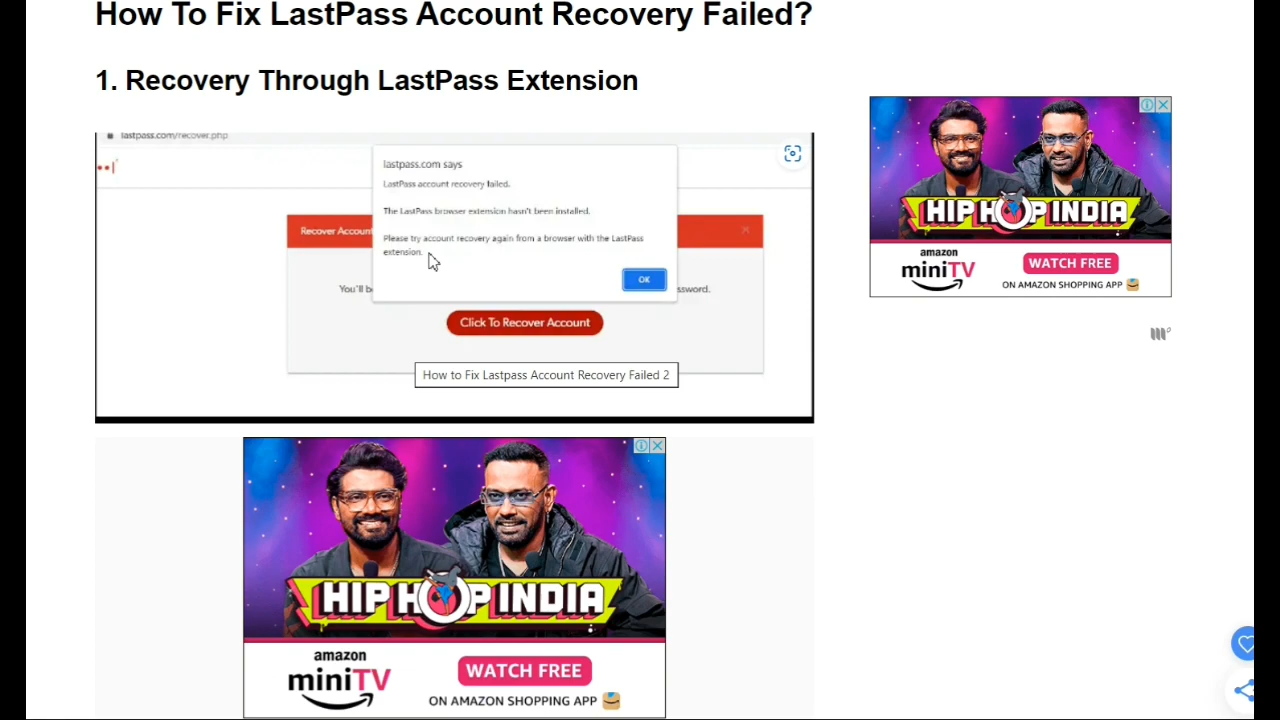 How To Fix LastPass Account Recovery Failed?
1. Recovery Through LastPass Extension
lastpass.com/recover.php
lastpass.com says
LastPass account recovery failed.
The LastPass browser extension hasn't been installed.
Please try account recovery again from a browser with the LastPass
extension.
OK
Recover Account
You'll b
ssword.
Click To Recover Account
How to Fix Lastpass Account Recovery Failed 2
HIP HOP INDIA
amazon
miniTV
WATCH FREE
ON AMAZON SHOPPING APP
HIP HOP INDIA
amazon
miniTV
WATCH FREE
ON AMAZON SHOPPING APP